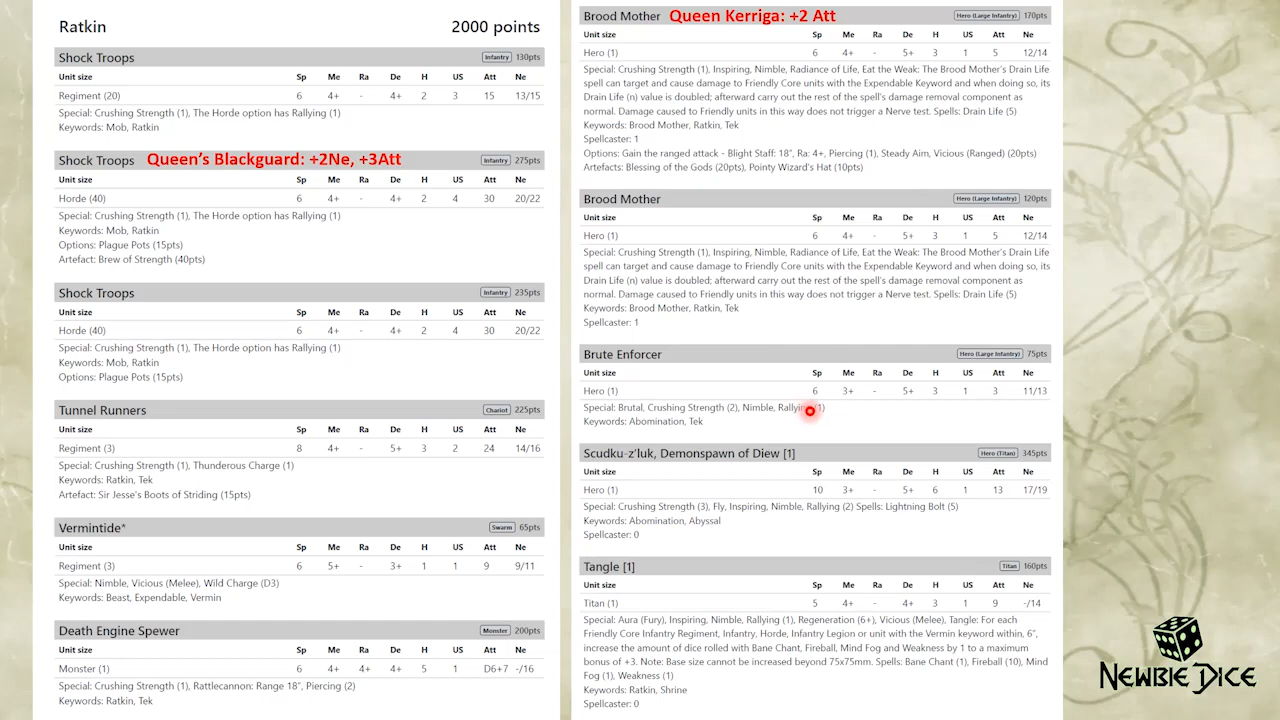 Ratkin 2000 points
Shock Troops Infantry 130pts
Unit size Sp Me Ra De H US Att Ne
Regiment (20) 6 4+ - 4+ 2 3 15 13/15
Special: Crushing Strength (1), The Horde option has Rallying (1)
Keywords: Mob, Ratkin
Shock Troops Queen's Blackguard: +2Ne, +3Att Infantry 275pts
Unit size Sp Me Ra De H US Att Ne
Horde (40) 6 4+ - 4+ 2 4 30 20/22
Special: Crushing Strength (1), The Horde option has Rallying (1)
Keywords: Mob, Ratkin
Options: Plague Pots (15pts)
Artefact: Brew of Strength (40pts)
Shock Troops Infantry 235pts
Unit size Sp Me Ra De H US Att Ne
Horde (40) 6 4+ - 4+ 2 4 30 20/22
Special: Crushing Strength (1), The Horde option has Rallying (1)
Keywords: Mob, Ratkin
Options: Plague Pots (15pts)
Tunnel Runners Chariot 225pts
Unit size Sp Me Ra De H US Att Ne
Regiment (3) 8 4+ - 5+ 3 2 24 14/16
Special: Crushing Strength (1), Thunderous Charge (1)
Keywords: Ratkin, Tek
Artefact: Sir Jesse's Boots of Striding (15pts)
Vermintide* Swarm 65pts
Unit size Sp Me Ra De H US Att Ne
Regiment (3) 6 5+ - 3+ 1 1 9 9/11
Special: Nimble, Vicious (Melee), Wild Charge (D3)
Keywords: Beast, Expendable, Vermin
Death Engine Spewer Monster 200pts
Unit size Sp Me Ra De H US Att Ne
Monster (1) 6 4+ 4+ 4+ 5 1 D6+7 -/16
Special: Crushing Strength (1), Rattlecannon: Range 18", Piercing (2)
Keywords: Ratkin, Tek
Brood Mother Queen Kerriga: +2 Att Hero (Large Infantry) 170pts
Unit size Sp Me Ra De H US Att Ne
Hero (1) 6 4+ - 5+ 3 1 5 12/14
Special: Crushing Strength (1), Inspiring, Nimble, Radiance of Life, Eat the Weak: The Brood Mother's Drain Life
spell can target and cause damage to Friendly Core units with the Expendable Keyword and when doing so, its
Drain Life (n) value is doubled; afterward carry out the rest of the spell's damage removal component as
normal. Damage caused to Friendly units in this way does not trigger a Nerve test. Spells: Drain Life (5)
Keywords: Brood Mother, Ratkin, Tek
Spellcaster: 1
Options: Gain the ranged attack - Blight Staff: 18", Ra: 4+, Piercing (1), Steady Aim, Vicious (Ranged) (20pts)
Artefacts: Blessing of the Gods (20pts), Pointy Wizard's Hat (10pts)
Brood Mother Hero (Large Infantry) 120pts
Unit size Sp Me Ra De H US Att Ne
Hero (1) 6 4+ - 5+ 3 1 5 12/14
Special: Crushing Strength (1), Inspiring, Nimble, Radiance of Life, Eat the Weak: The Brood Mother's Drain Life
spell can target and cause damage to Friendly Core units with the Expendable Keyword and when doing so, its
Drain Life (n) value is doubled; afterward carry out the rest of the spell's damage removal component as
normal. Damage caused to Friendly units in this way does not trigger a Nerve test. Spells: Drain Life (5)
Keywords: Brood Mother, Ratkin, Tek
Spellcaster: 1
Brute Enforcer Hero (Large Infantry) 75pts
Unit size Sp Me Ra De H US Att Ne
Hero (1) 6 3+ - 5+ 3 1 3 11/13
Special: Brutal, Crushing Strength (2), Nimble, Rallying (1)
Keywords: Abomination, Tek
Scudku-z'luk, Demonspawn of Diew [1] Hero (Titan) 345pts
Unit size Sp Me Ra De H US Att Ne
Hero (1) 10 3+ - 5+ 6 1 13 17/19
Special: Crushing Strength (3), Fly, Inspiring, Nimble, Rallying (2) Spells: Lightning Bolt (5)
Keywords: Abomination, Abyssal
Spellcaster: 0
Tangle [1] Titan 160pts
Unit size Sp Me Ra De H US Att Ne
Titan (1) 5 4+ - 4+ 3 1 9 -/14
Special: Aura (Fury), Inspiring, Nimble, Rallying (1), Regeneration (6+), Vicious (Melee), Tangle: For each
Friendly Core Infantry Regiment, Infantry, Horde, Infantry Legion or unit with the Vermin keyword within, 6",
increase the amount of dice rolled with Bane Chant, Fireball, Mind Fog and Weakness by 1 to a maximum
bonus of +3. Note: Base size cannot be increased beyond 75x75mm. Spells: Bane Chant (1), Fireball (10), Mind
Fog (1), Weakness (1)
Keywords: Ratkin, Shrine
Spellcaster: 0
NEWBIE DICE